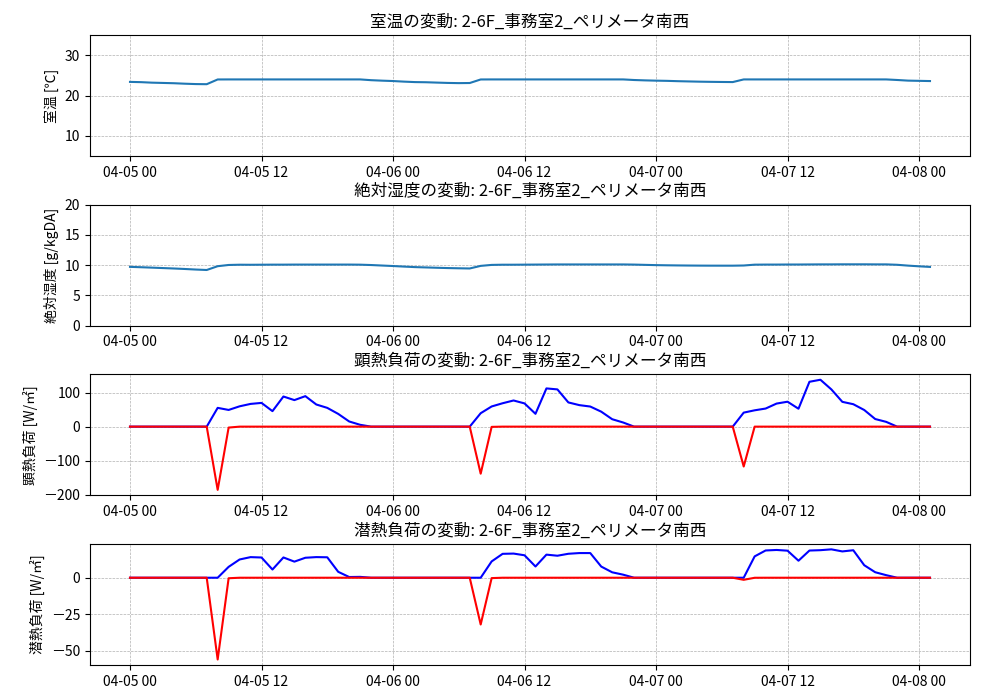 室温の変動: 2-6F_事務室2_ペリメータ南西
室温 [℃]
30
20
10
04-05 00 04-05 12 04-06 00 04-06 12 04-07 00 04-07 12 04-08 00
絶対湿度の変動: 2-6F_事務室2_ペリメータ南西
絶対湿度 [g/kgDA]
20
15
10
5
0
04-05 00 04-05 12 04-06 00 04-06 12 04-07 00 04-07 12 04-08 00
顕熱負荷の変動: 2-6F_事務室2_ペリメータ南西
顕熱負荷 [W/㎡]
100
0
−100
−200
04-05 00 04-05 12 04-06 00 04-06 12 04-07 00 04-07 12 04-08 00
潜熱負荷の変動: 2-6F_事務室2_ペリメータ南西
潜熱負荷 [W/㎡]
0
−25
−50
04-05 00 04-05 12 04-06 00 04-06 12 04-07 00 04-07 12 04-08 00